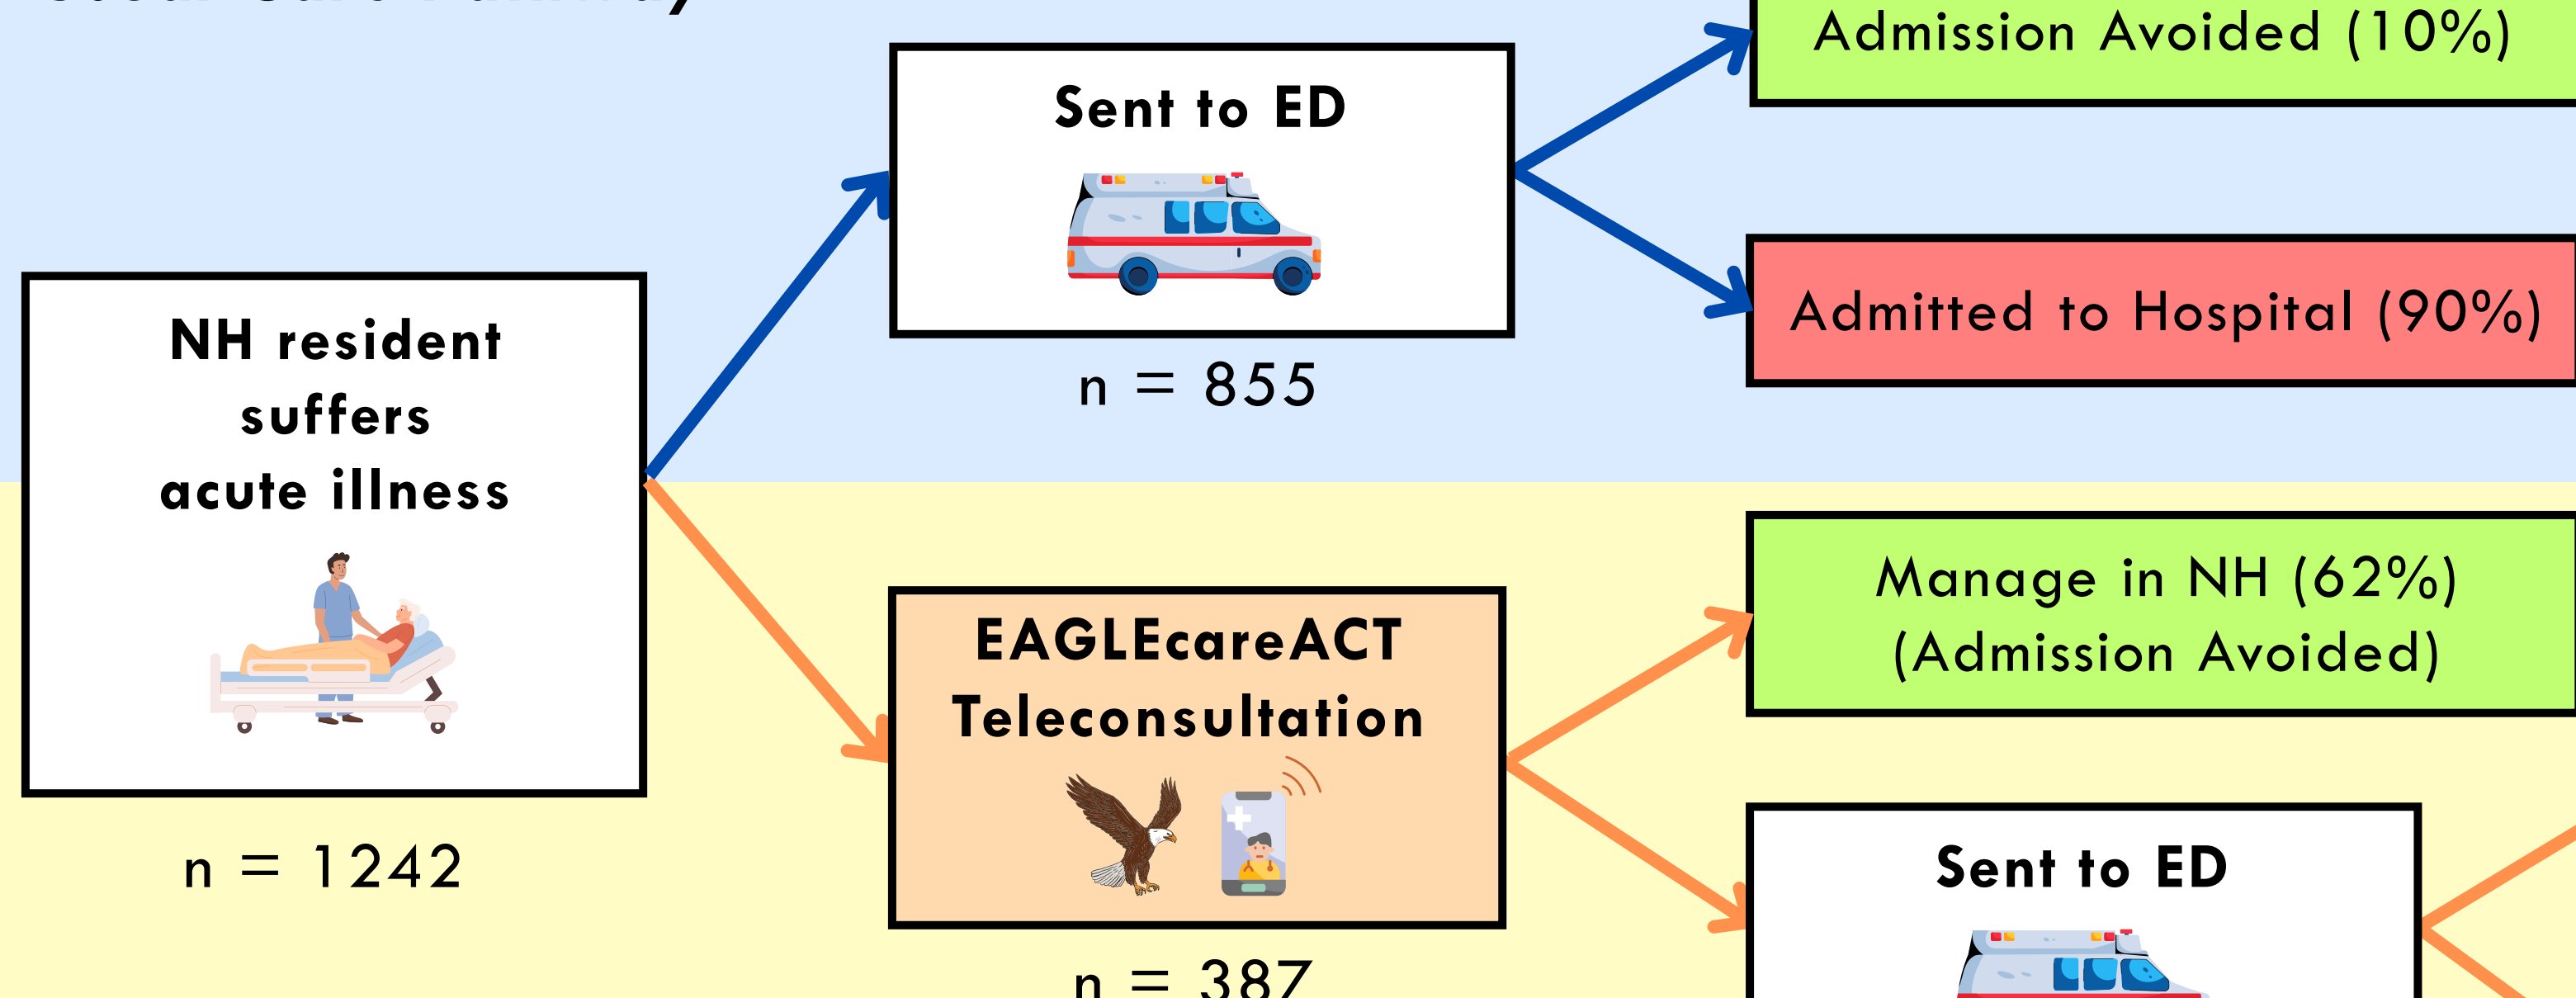 Admission Avoided (10%)
Sent to ED
Admitted to Hospital (90%)
n = 855
NH resident
suffers
acute illness
n = 1242
EAGLEcareACT
Teleconsultation
n = 387
Manage in NH (62%)
(Admission Avoided)
Sent to ED